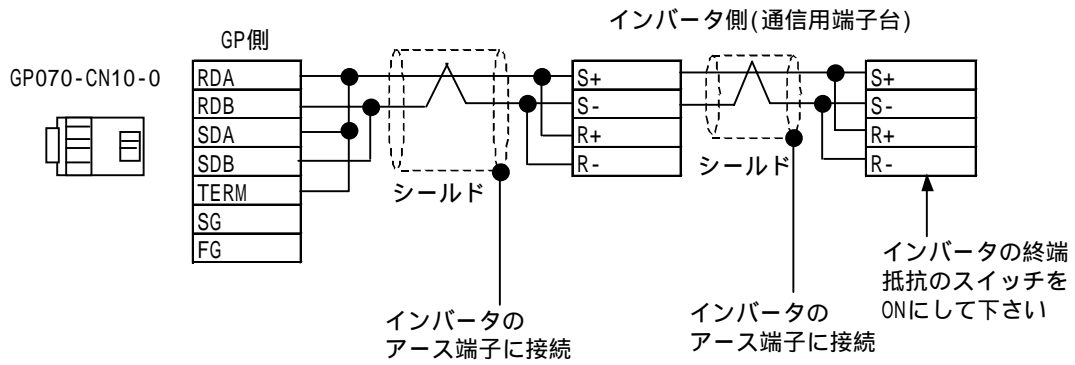 インバータ側(通信用端子台)
GP側
GP070-CN10-0
RDA
RDB
SDA
SDB
TERM
SG
FG
シールド
S+
S-
R+
R-
シールド
S+
S-
R+
R-
インバータの
アース端子に接続
インバータの
アース端子に接続
インバータの終端
抵抗のスイッチを
ONにして下さい